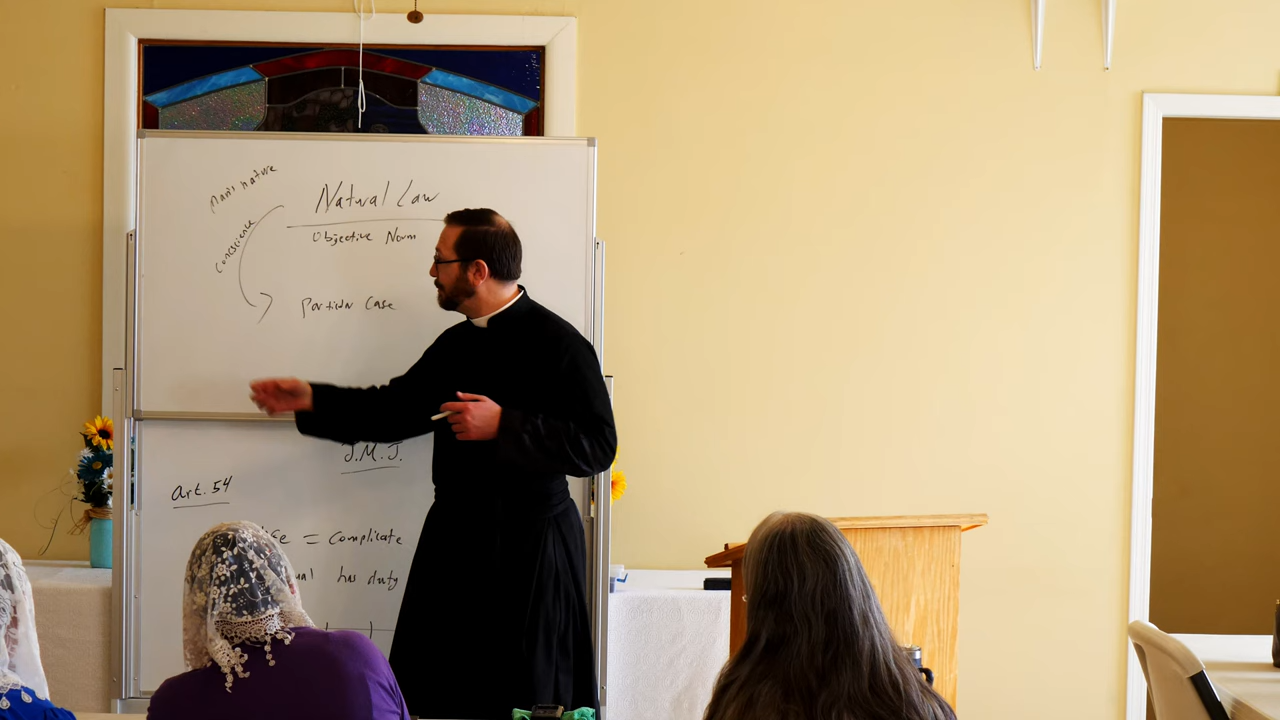 Man's nature
Natural Law
Conscience
Objective Norm
Particular Case
J.M.J.
Art. 54
= Complicate
has duty